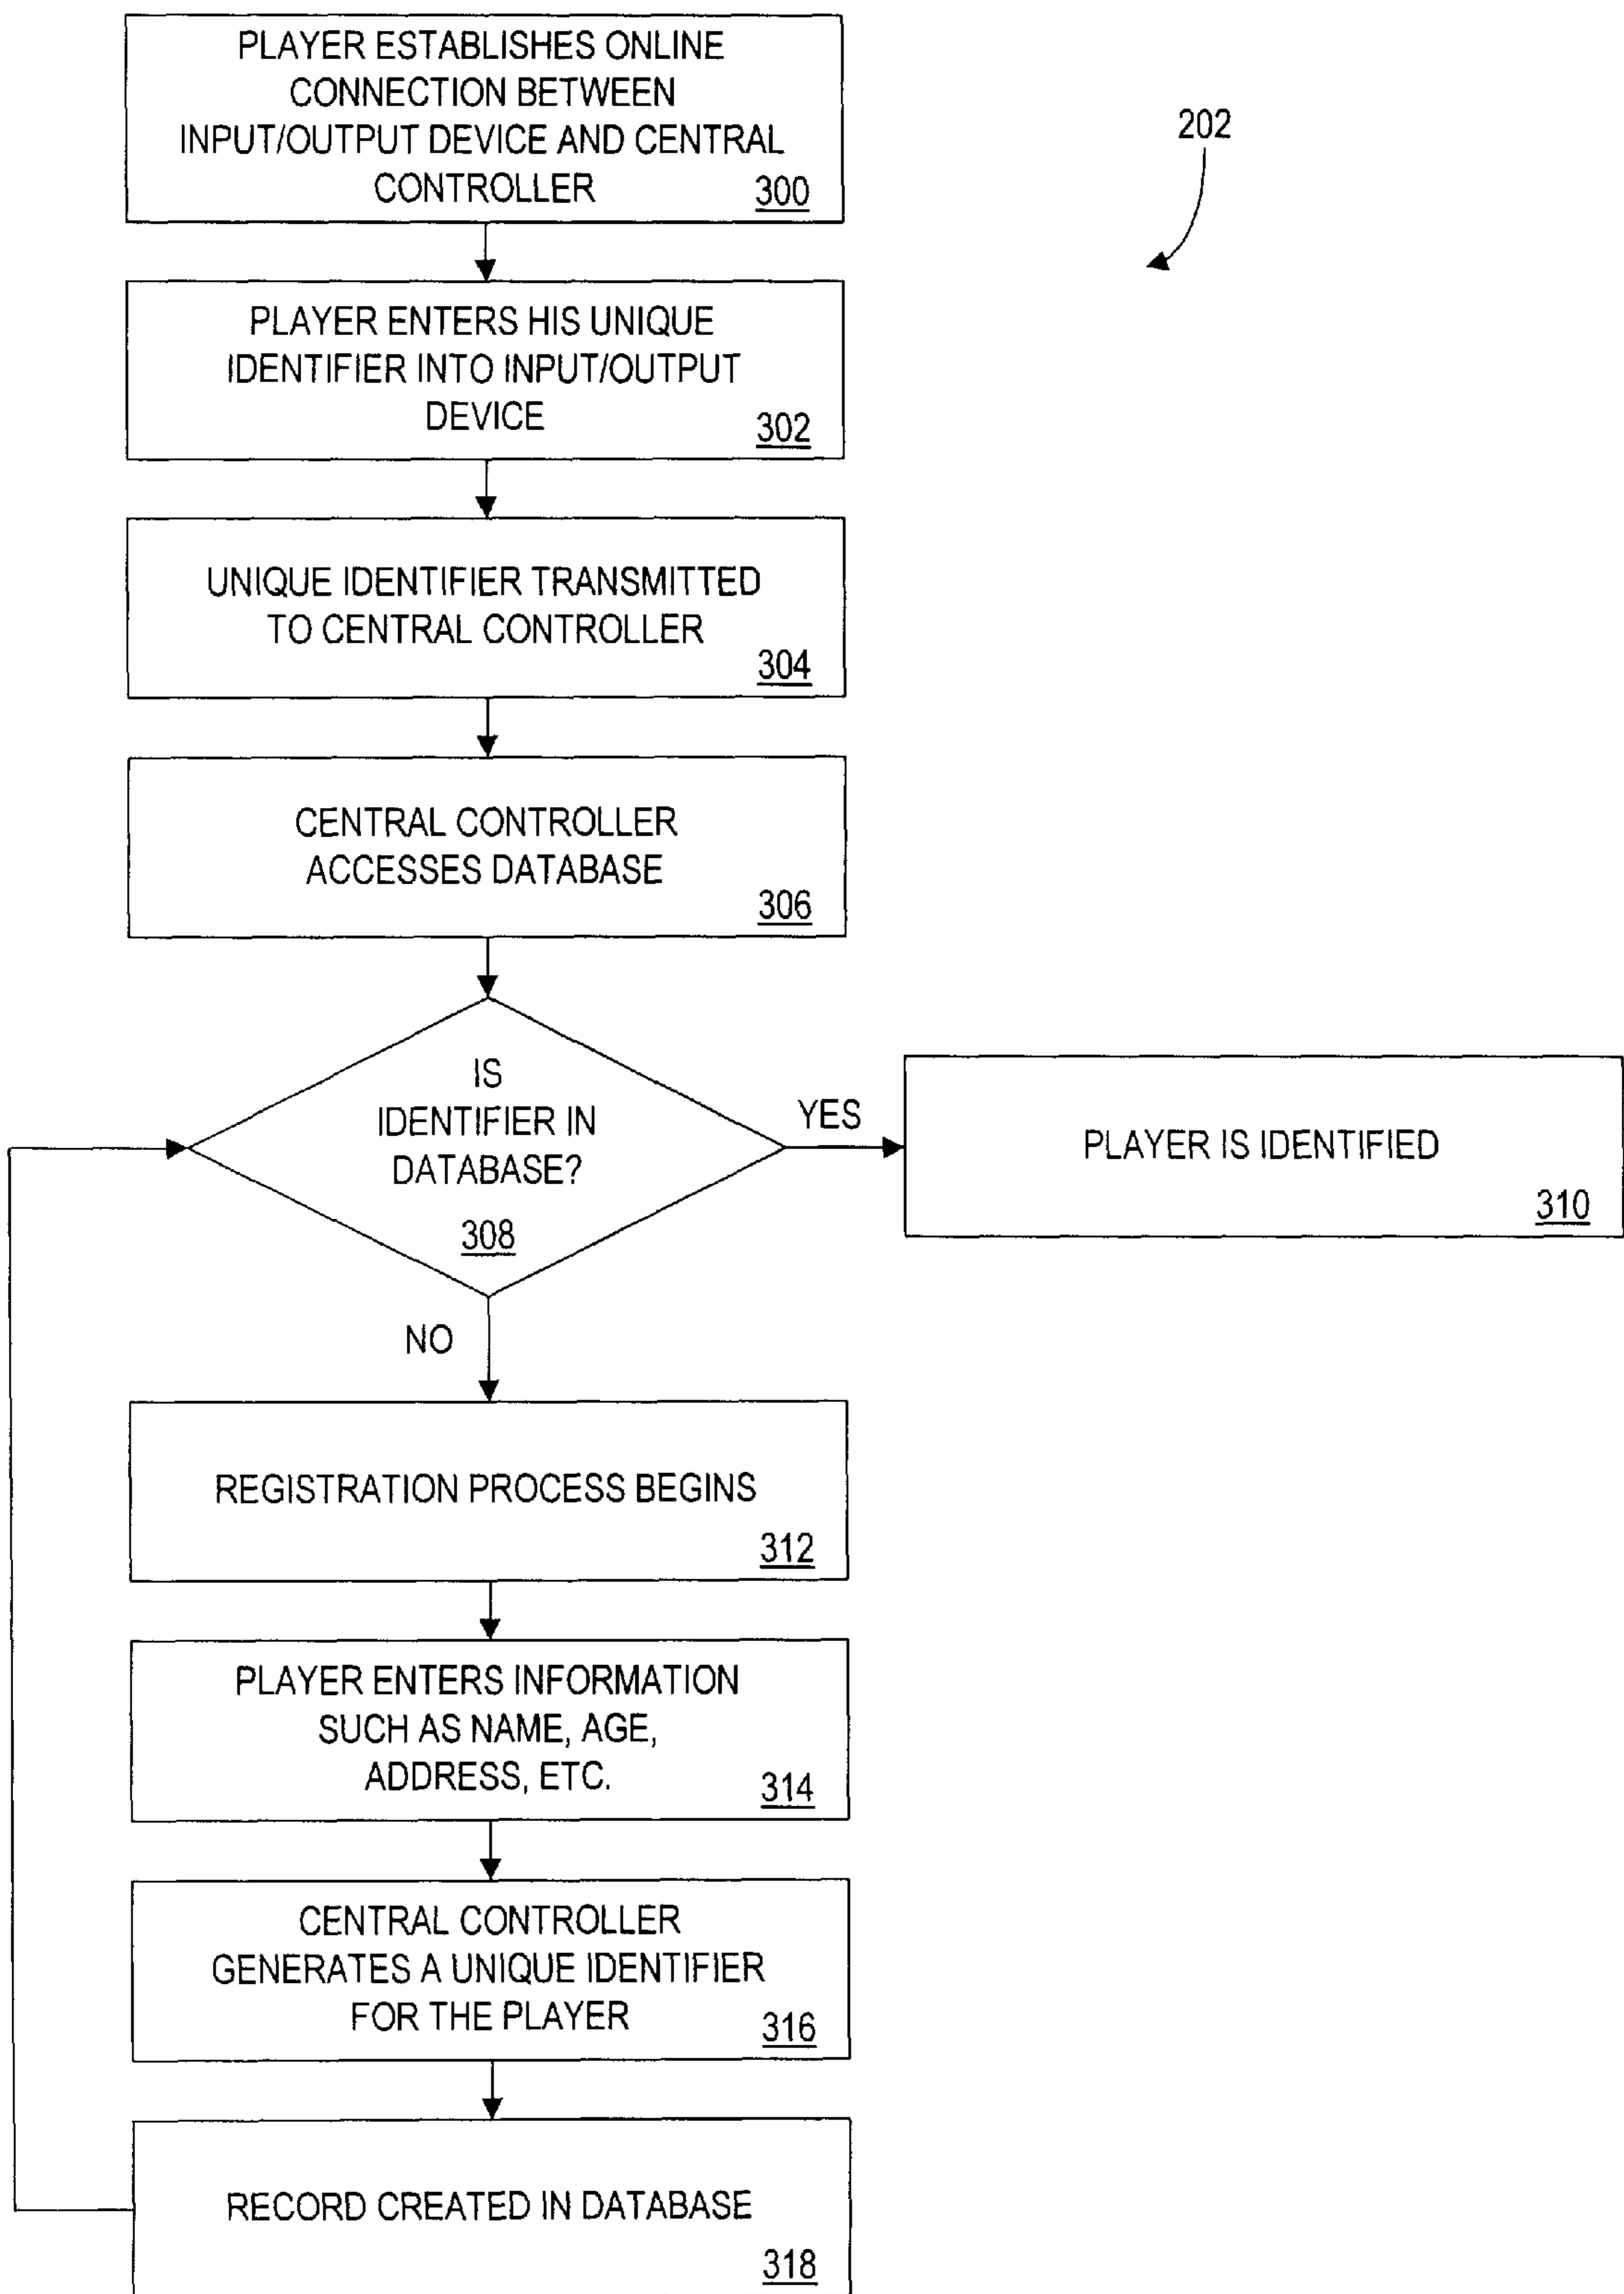 PLAYER ESTABLISHES ONLINE
CONNECTION BETWEEN
INPUT/OUTPUT DEVICE AND CENTRAL
CONTROLLER 300
202
PLAYER ENTERS HIS UNIQUE
IDENTIFIER INTO INPUT/OUTPUT
DEVICE 302
UNIQUE IDENTIFIER TRANSMITTED
TO CENTRAL CONTROLLER
304
CENTRAL CONTROLLER
ACCESSES DATABASE
306
IS
IDENTIFIER IN
DATABASE?
308
YES
PLAYER IS IDENTIFIED
310
NO
REGISTRATION PROCESS BEGINS
312
PLAYER ENTERS INFORMATION
SUCH AS NAME, AGE,
ADDRESS, ETC. 314
CENTRAL CONTROLLER
GENERATES A UNIQUE IDENTIFIER
FOR THE PLAYER 316
RECORD CREATED IN DATABASE
318